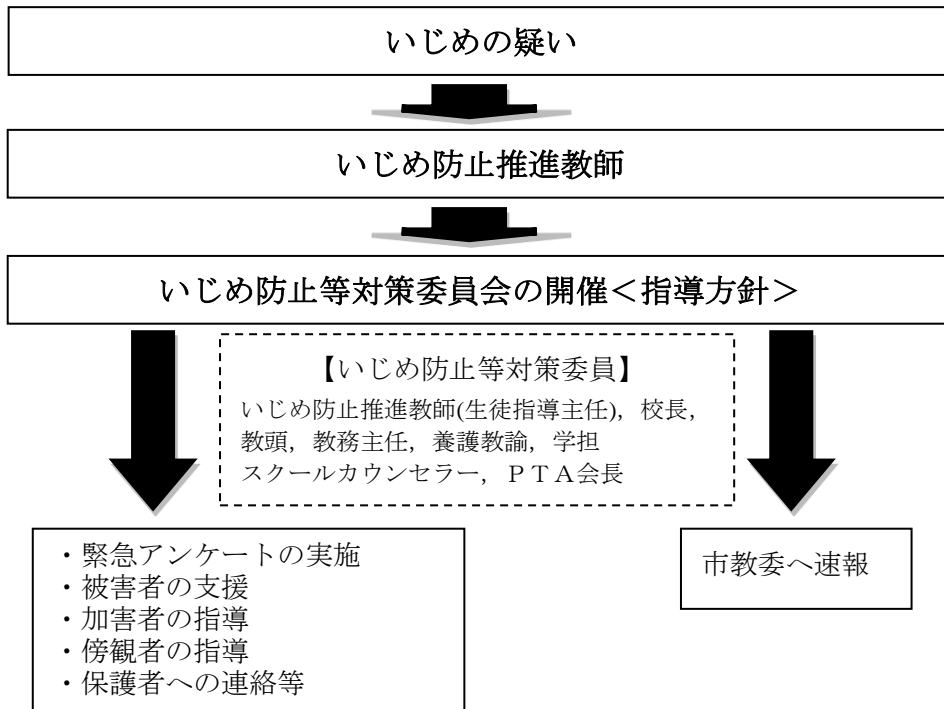 いじめの疑い
いじめ防止推進教師
いじめ防止等対策委員会の開催＜指導方針＞
【いじめ防止等対策委員】
いじめ防止推進教師(生徒指導主任)，校長，
教頭，教務主任，養護教諭，学担
スクールカウンセラー，ＰＴＡ会長
・緊急アンケートの実施
・被害者の支援
・加害者の指導
・傍観者の指導
・保護者への連絡等
市教委へ速報